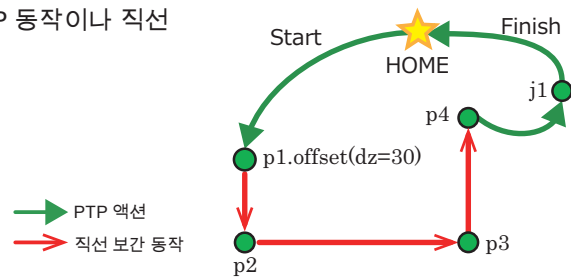 P 동작이나 직선
Start
Finish
HOME
j1
p4
p1.offset(dz=30)
PTP 액션
직선 보간 동작
p3
p2